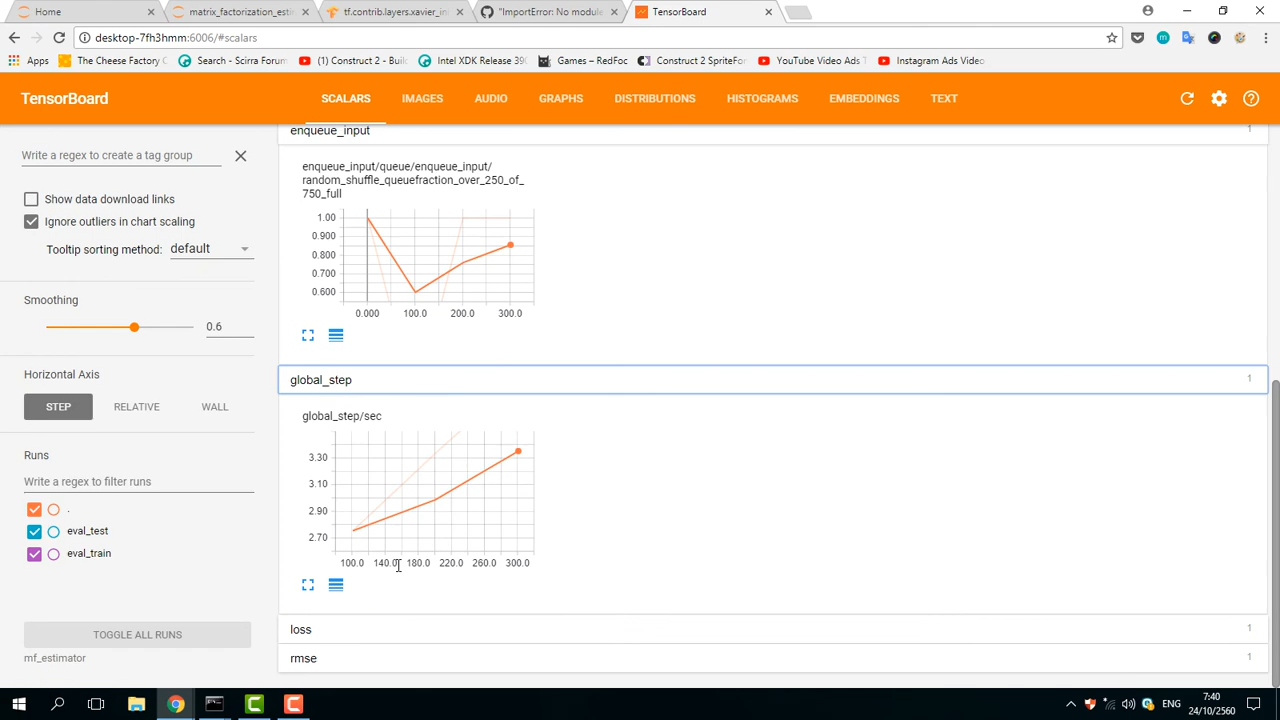 Home
matrix_factorization_esti
tf.contrib.layers.xavier_in
"ImportError: No module
TensorBoard
desktop-7fh3hmm:6006/#scalars
Apps
The Cheese Factory
Search - Scirra Forum
(1) Construct 2 - Buil
Intel XDK Release 390
Games – RedFoc
Construct 2 SpriteFor
YouTube Video Ads T
Instagram Ads Video
TensorBoard
SCALARS
IMAGES
AUDIO
GRAPHS
DISTRIBUTIONS
HISTOGRAMS
EMBEDDINGS
TEXT
Write a regex to create a tag group
Show data download links
Ignore outliers in chart scaling
Tooltip sorting method: default
Smoothing
0.6
Horizontal Axis
STEP
RELATIVE
WALL
Runs
Write a regex to filter runs
.
eval_test
eval_train
TOGGLE ALL RUNS
mf_estimator
enqueue_input
1
enqueue_input/queue/enqueue_input/
random_shuffle_queuefraction_over_250_of_
750_full
1.00
0.900
0.800
0.700
0.600
0.000 100.0 200.0 300.0
global_step
1
global_step/sec
3.30
3.10
2.90
2.70
100.0 140.0 180.0 220.0 260.0 300.0
loss
1
rmse
1
ENG
7:40
24/10/2560